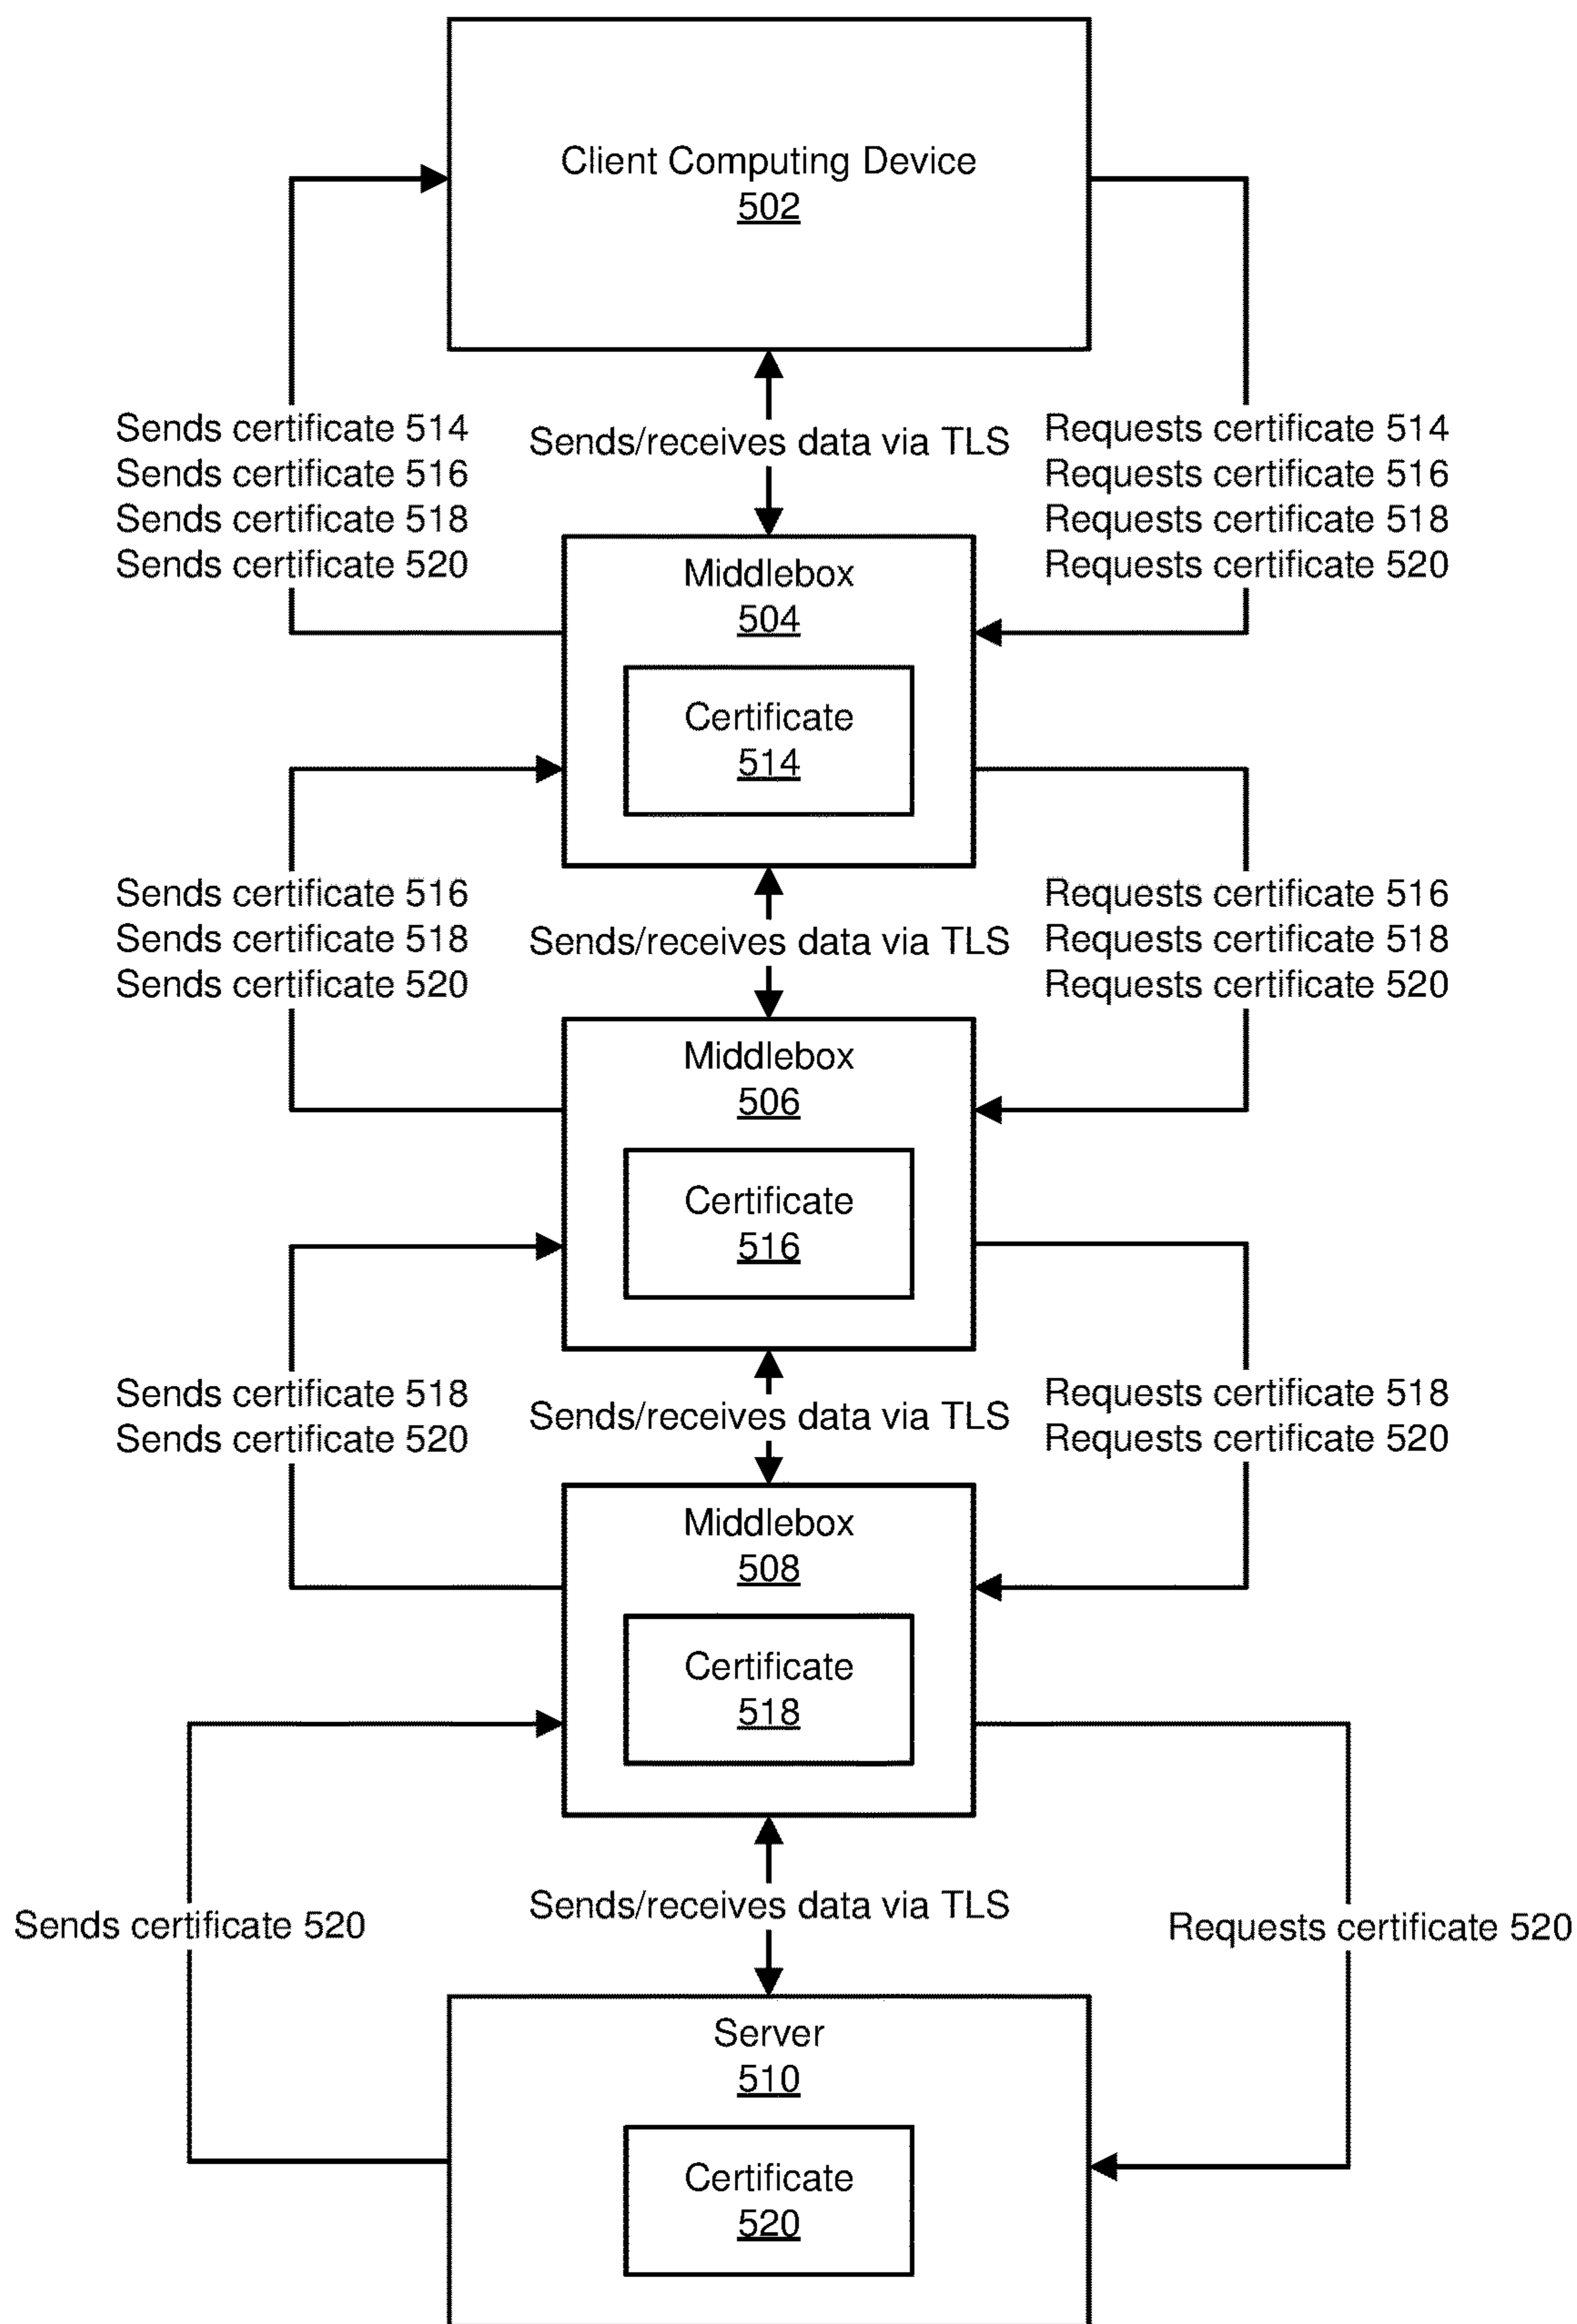 Client Computing Device
502
Sends certificate 514
Sends certificate 516
Sends certificate 518
Sends certificate 520
Sends/receives data via TLS
Requests certificate 514
Requests certificate 516
Requests certificate 518
Requests certificate 520
Middlebox
504
Certificate
514
Sends certificate 516
Sends certificate 518
Sends certificate 520
Sends/receives data via TLS
Requests certificate 516
Requests certificate 518
Requests certificate 520
Middlebox
506
Certificate
516
Sends certificate 518
Sends certificate 520
Sends/receives data via TLS
Requests certificate 518
Requests certificate 520
Middlebox
508
Certificate
518
Sends certificate 520
Sends/receives data via TLS
Requests certificate 520
Server
510
Certificate
520